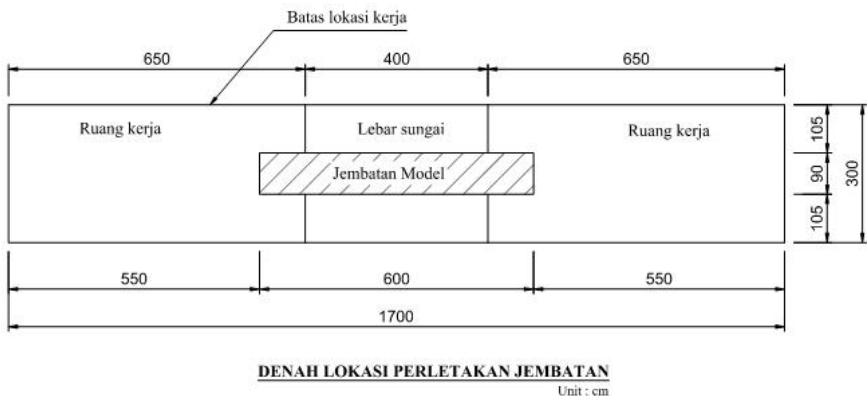 Batas lokasi kerja
650
400
650
Ruang kerja
Lebar sungai
Ruang kerja
Jembatan Model
105
90
105
300
550
600
550
1700
DENAH LOKASI PERLETAKAN JEMBATAN
Unit : cm